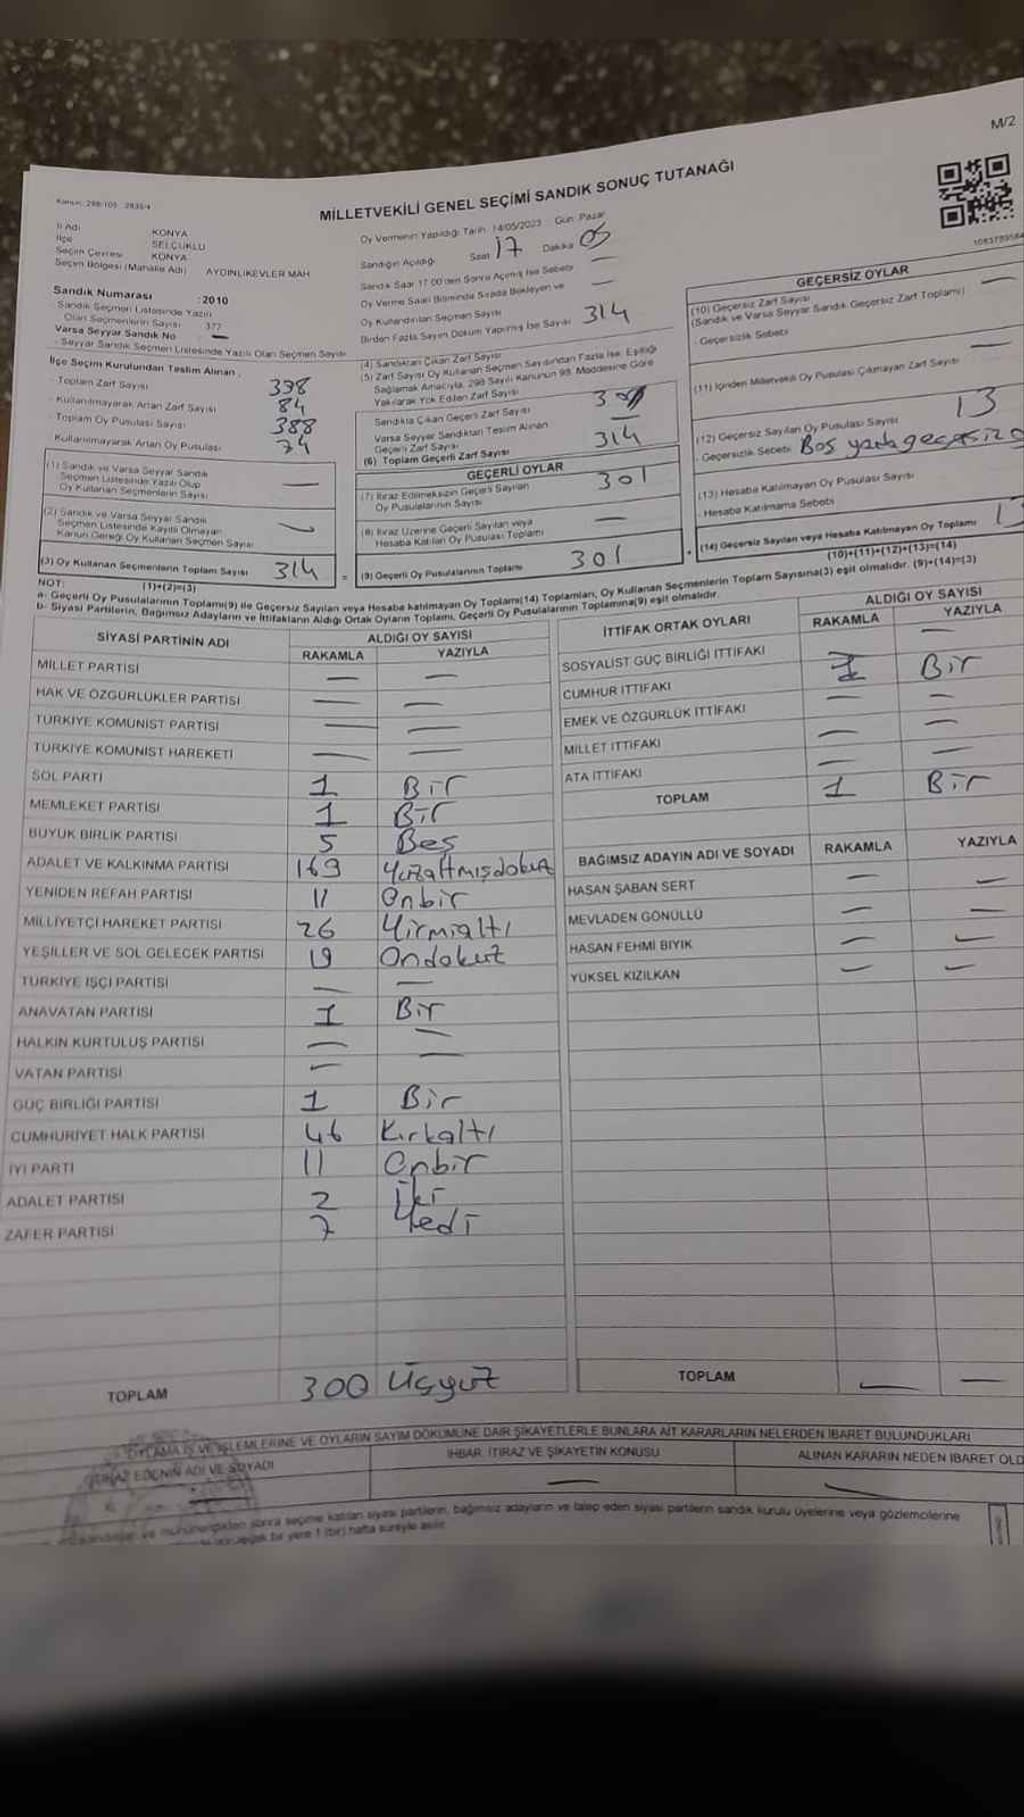 M/2
MİLLETVEKİLİ GENEL SEÇİMİ SANDIK SONUÇ TUTANAĞI
İl Adı KONYA
İlçe SELÇUKLU
Seçim Çevresi KONYA
Seçim Bölgesi (Mahalle Adı) AYDINLIKEVLER MAH
Sandık Numarası : 2010
Sandık Seçmen Listesinde Yazılı
Olan Seçmenlerin Sayısı 377
Varsa Seyyar Sandık No —
- Seyyar Sandık Seçmen Listesinde Yazılı Olan Seçmen Sayısı
İlçe Seçim Kurulundan Teslim Alınan
- Toplam Zarf Sayısı 398
- Kullanılmayarak Artan Zarf Sayısı 84
- Toplam Oy Pusulası Sayısı 388
Kullanılmayarak Artan Oy Pusulası 74
(1) Sandık ve Varsa Seyyar Sandık
Seçmen Listesinde Yazılı Olup
Oy Kullanan Seçmenlerin Sayısı —
(2) Sandık ve Varsa Seyyar Sandık
Seçmen Listesinde Kayıtlı Olmayan
Kanun Gereği Oy Kullanan Seçmen Sayısı —
(3) Oy Kullanan Seçmenlerin Toplam Sayısı 314
(1)+(2)=(3)
Oy Vermenin Yapıldığı Tarih: 14/05/2023 Gün: Pazar
Sandığın Açıldığı Saat 17 Dakika 05
Sandık Saat 17:00'den Sonra Açılmış İse Sebebi —
Oy Verme Saati Bitiminde Sırada Bekleyen ve
Oy Kullandırılan Seçmen Sayısı —
Birden Fazla Sayım Döküm Yapılmış İse Sayısı
(4) Sandıktan Çıkan Zarf Sayısı 314
(5) Zarf Sayısı Oy Kullanan Seçmen Sayısından Fazla İse, Eşitliği
Sağlamak Amacıyla, 298 Sayılı Kanunun 98. Maddesine Göre
Yakılarak Yok Edilen Zarf Sayısı
Sandıkta Çıkan Geçerli Zarf Sayısı
Varsa Seyyar Sandıktan Teslim Alınan
Geçerli Zarf Sayısı —
(6) Toplam Geçerli Zarf Sayısı 314
GEÇERLİ OYLAR
(7) İtiraz Edilmeksizin Geçerli Sayılan
Oy Pusulalarının Sayısı 301
(8) İtiraz Üzerine Geçerli Sayılan veya
Hesaba Katılan Oy Pusulası Toplamı —
(9) Geçerli Oy Pusulalarının Toplamı 301
GEÇERSİZ OYLAR
(10) Geçersiz Zarf Sayısı —
(Sandık ve Varsa Seyyar Sandık Geçersiz Zarf Toplamı)
- Geçersizlik Sebebi
(11) İçinden Milletvekili Oy Pusulası Çıkmayan Zarf Sayısı —
(12) Geçersiz Sayılan Oy Pusulası Sayısı 13
- Geçersizlik Sebebi Boş yada geçersiz
(13) Hesaba Katılmayan Oy Pusulası Sayısı
- Hesaba Katılmama Sebebi
(14) Geçersiz Sayılan veya Hesaba Katılmayan Oy Toplamı
(10)+(11)+(12)+(13)=(14)
NOT:
a- Geçerli Oy Pusulalarının Toplamı(9) ile Geçersiz Sayılan veya Hesaba katılmayan Oy Toplamı(14) Toplamları, Oy Kullanan Seçmenlerin Toplam Sayısına(3) eşit olmalıdır. (9)+(14)=(3)
b- Siyasi Partilerin, Bağımsız Adayların ve İttifakların Aldığı Ortak Oyların Toplamı, Geçerli Oy Pusulalarının Toplamına(9) eşit olmalıdır.
SİYASİ PARTİNİN ADI ALDIĞI OY SAYISI
RAKAMLA YAZIYLA
MİLLET PARTİSİ — —
HAK VE ÖZGÜRLÜKLER PARTİSİ — —
TÜRKİYE KOMÜNİST PARTİSİ — —
TÜRKİYE KOMÜNİST HAREKETİ — —
SOL PARTİ 1 Bir
MEMLEKET PARTİSİ 1 Bir
BÜYÜK BİRLİK PARTİSİ 5 Beş
ADALET VE KALKINMA PARTİSİ 169 Yüzaltmışdokuz
YENİDEN REFAH PARTİSİ 11 Onbir
MİLLİYETÇİ HAREKET PARTİSİ 26 Yirmialtı
YEŞİLLER VE SOL GELECEK PARTİSİ 19 Ondokuz
TÜRKİYE İŞÇİ PARTİSİ — —
ANAVATAN PARTİSİ 1 Bir
HALKIN KURTULUŞ PARTİSİ — —
VATAN PARTİSİ — —
GÜÇ BİRLİĞİ PARTİSİ 1 Bir
CUMHURİYET HALK PARTİSİ 46 Kırkaltı
İYİ PARTİ 11 Onbir
ADALET PARTİSİ 2 İki
ZAFER PARTİSİ 7 Yedi
TOPLAM 300 Üçyüz
İTTİFAK ORTAK OYLARI ALDIĞI OY SAYISI
RAKAMLA YAZIYLA
SOSYALİST GÜÇ BİRLİĞİ İTTİFAKI —
CUMHUR İTTİFAKI 1 Bir
EMEK VE ÖZGÜRLÜK İTTİFAKI — —
MİLLET İTTİFAKI — —
ATA İTTİFAKI — —
TOPLAM 1 Bir
BAĞIMSIZ ADAYIN ADI VE SOYADI RAKAMLA YAZIYLA
HASAN ŞABAN SERT — —
MEVLADEN GÖNÜLLÜ — —
HASAN FEHMİ BIYIK — —
YÜKSEL KIZILKAN — —
TOPLAM — —
OYLAMA İŞ VE İŞLEMLERİNE VE OYLARIN SAYIM DÖKÜMÜNE DAİR ŞİKAYETLERLE BUNLARA AİT KARARLARIN NELERDEN İBARET BULUNDUKLARI
İTİRAZ EDENİN ADI VE SOYADI İHBAR, İTİRAZ VE ŞİKAYETİN KONUSU ALINAN KARARIN NEDEN İBARET OLD
— — —
sonra seçime katılan siyasi partilerin, bağımsız adayların ve talep eden siyasi partilerin sandık kurulu üyelerine veya gözlemcilerine
bir yere 1 (bir) hafta süreyle asılır.